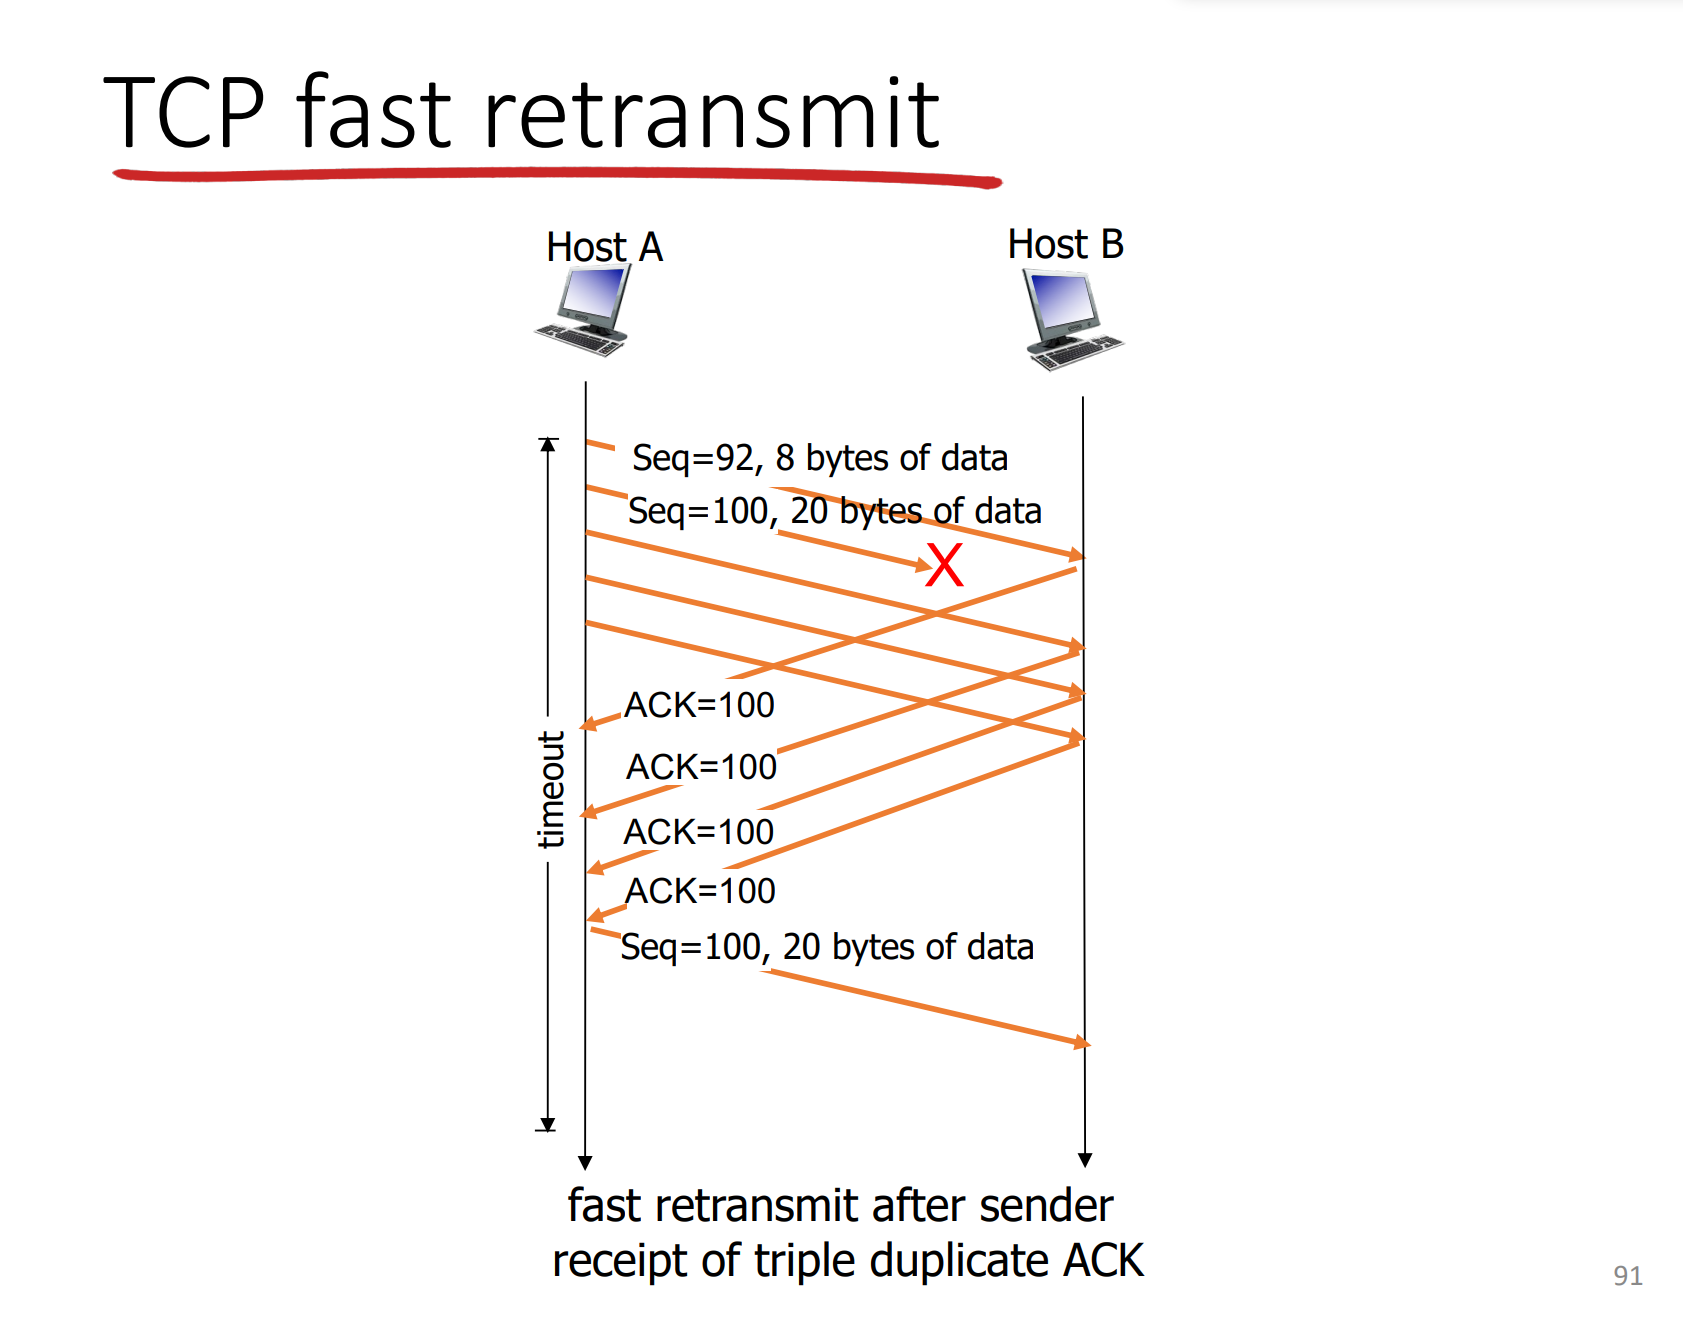 TCP fast retransmit
Host A
Host B
Seq=92, 8 bytes of data
Seq=100, 20 bytes of data
X
ACK=100
timeout
ACK=100
ACK=100
ACK=100
Seq=100, 20 bytes of data
fast retransmit after sender
receipt of triple duplicate ACK
91